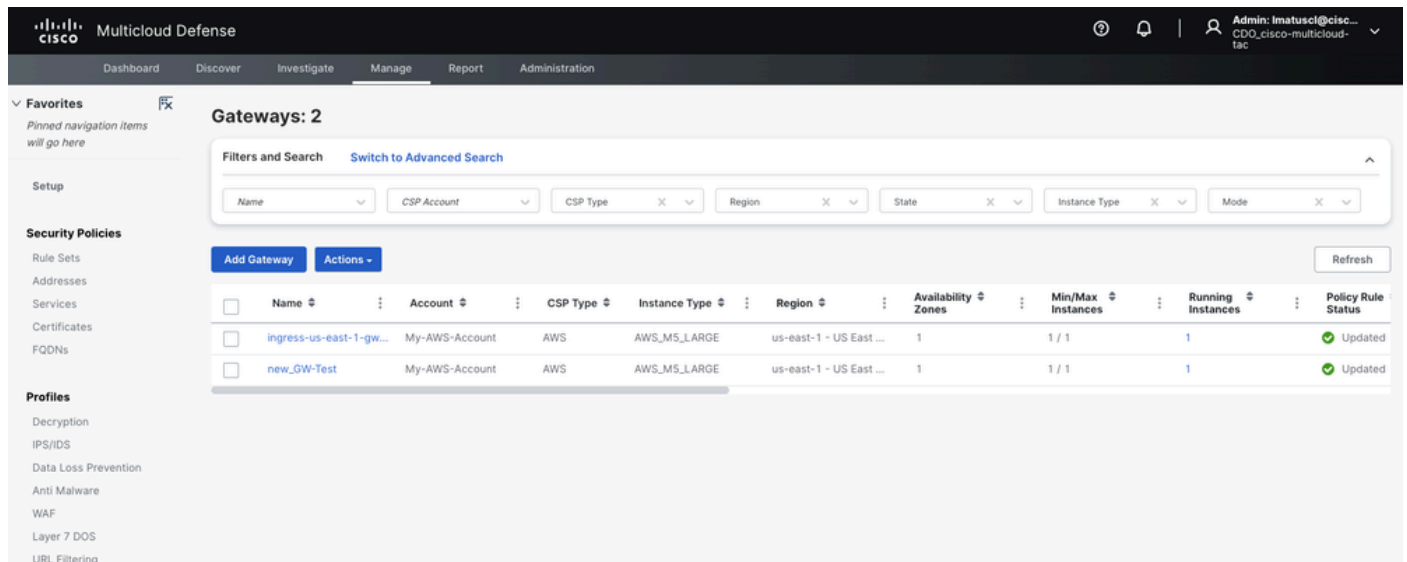 CISCO Multicloud Defense
Admin: lmatuscl@cisc...
CDO_cisco-multicloud-
tac
Dashboard Discover Investigate Manage Report Administration
Favorites
Pinned navigation items
will go here
Setup
Security Policies
Rule Sets
Addresses
Services
Certificates
FQDNs
Profiles
Decryption
IPS/IDS
Data Loss Prevention
Anti Malware
WAF
Layer 7 DOS
URL Filtering
Gateways: 2
Filters and Search Switch to Advanced Search
Name CSP Account CSP Type Region State Instance Type Mode
Add Gateway Actions Refresh
Name Account CSP Type Instance Type Region Availability Zones Min/Max Instances Running Instances Policy Rule Status
ingress-us-east-1-gw... My-AWS-Account AWS AWS_M5_LARGE us-east-1 - US East ... 1 1 / 1 1 Updated
new_GW-Test My-AWS-Account AWS AWS_M5_LARGE us-east-1 - US East ... 1 1 / 1 1 Updated